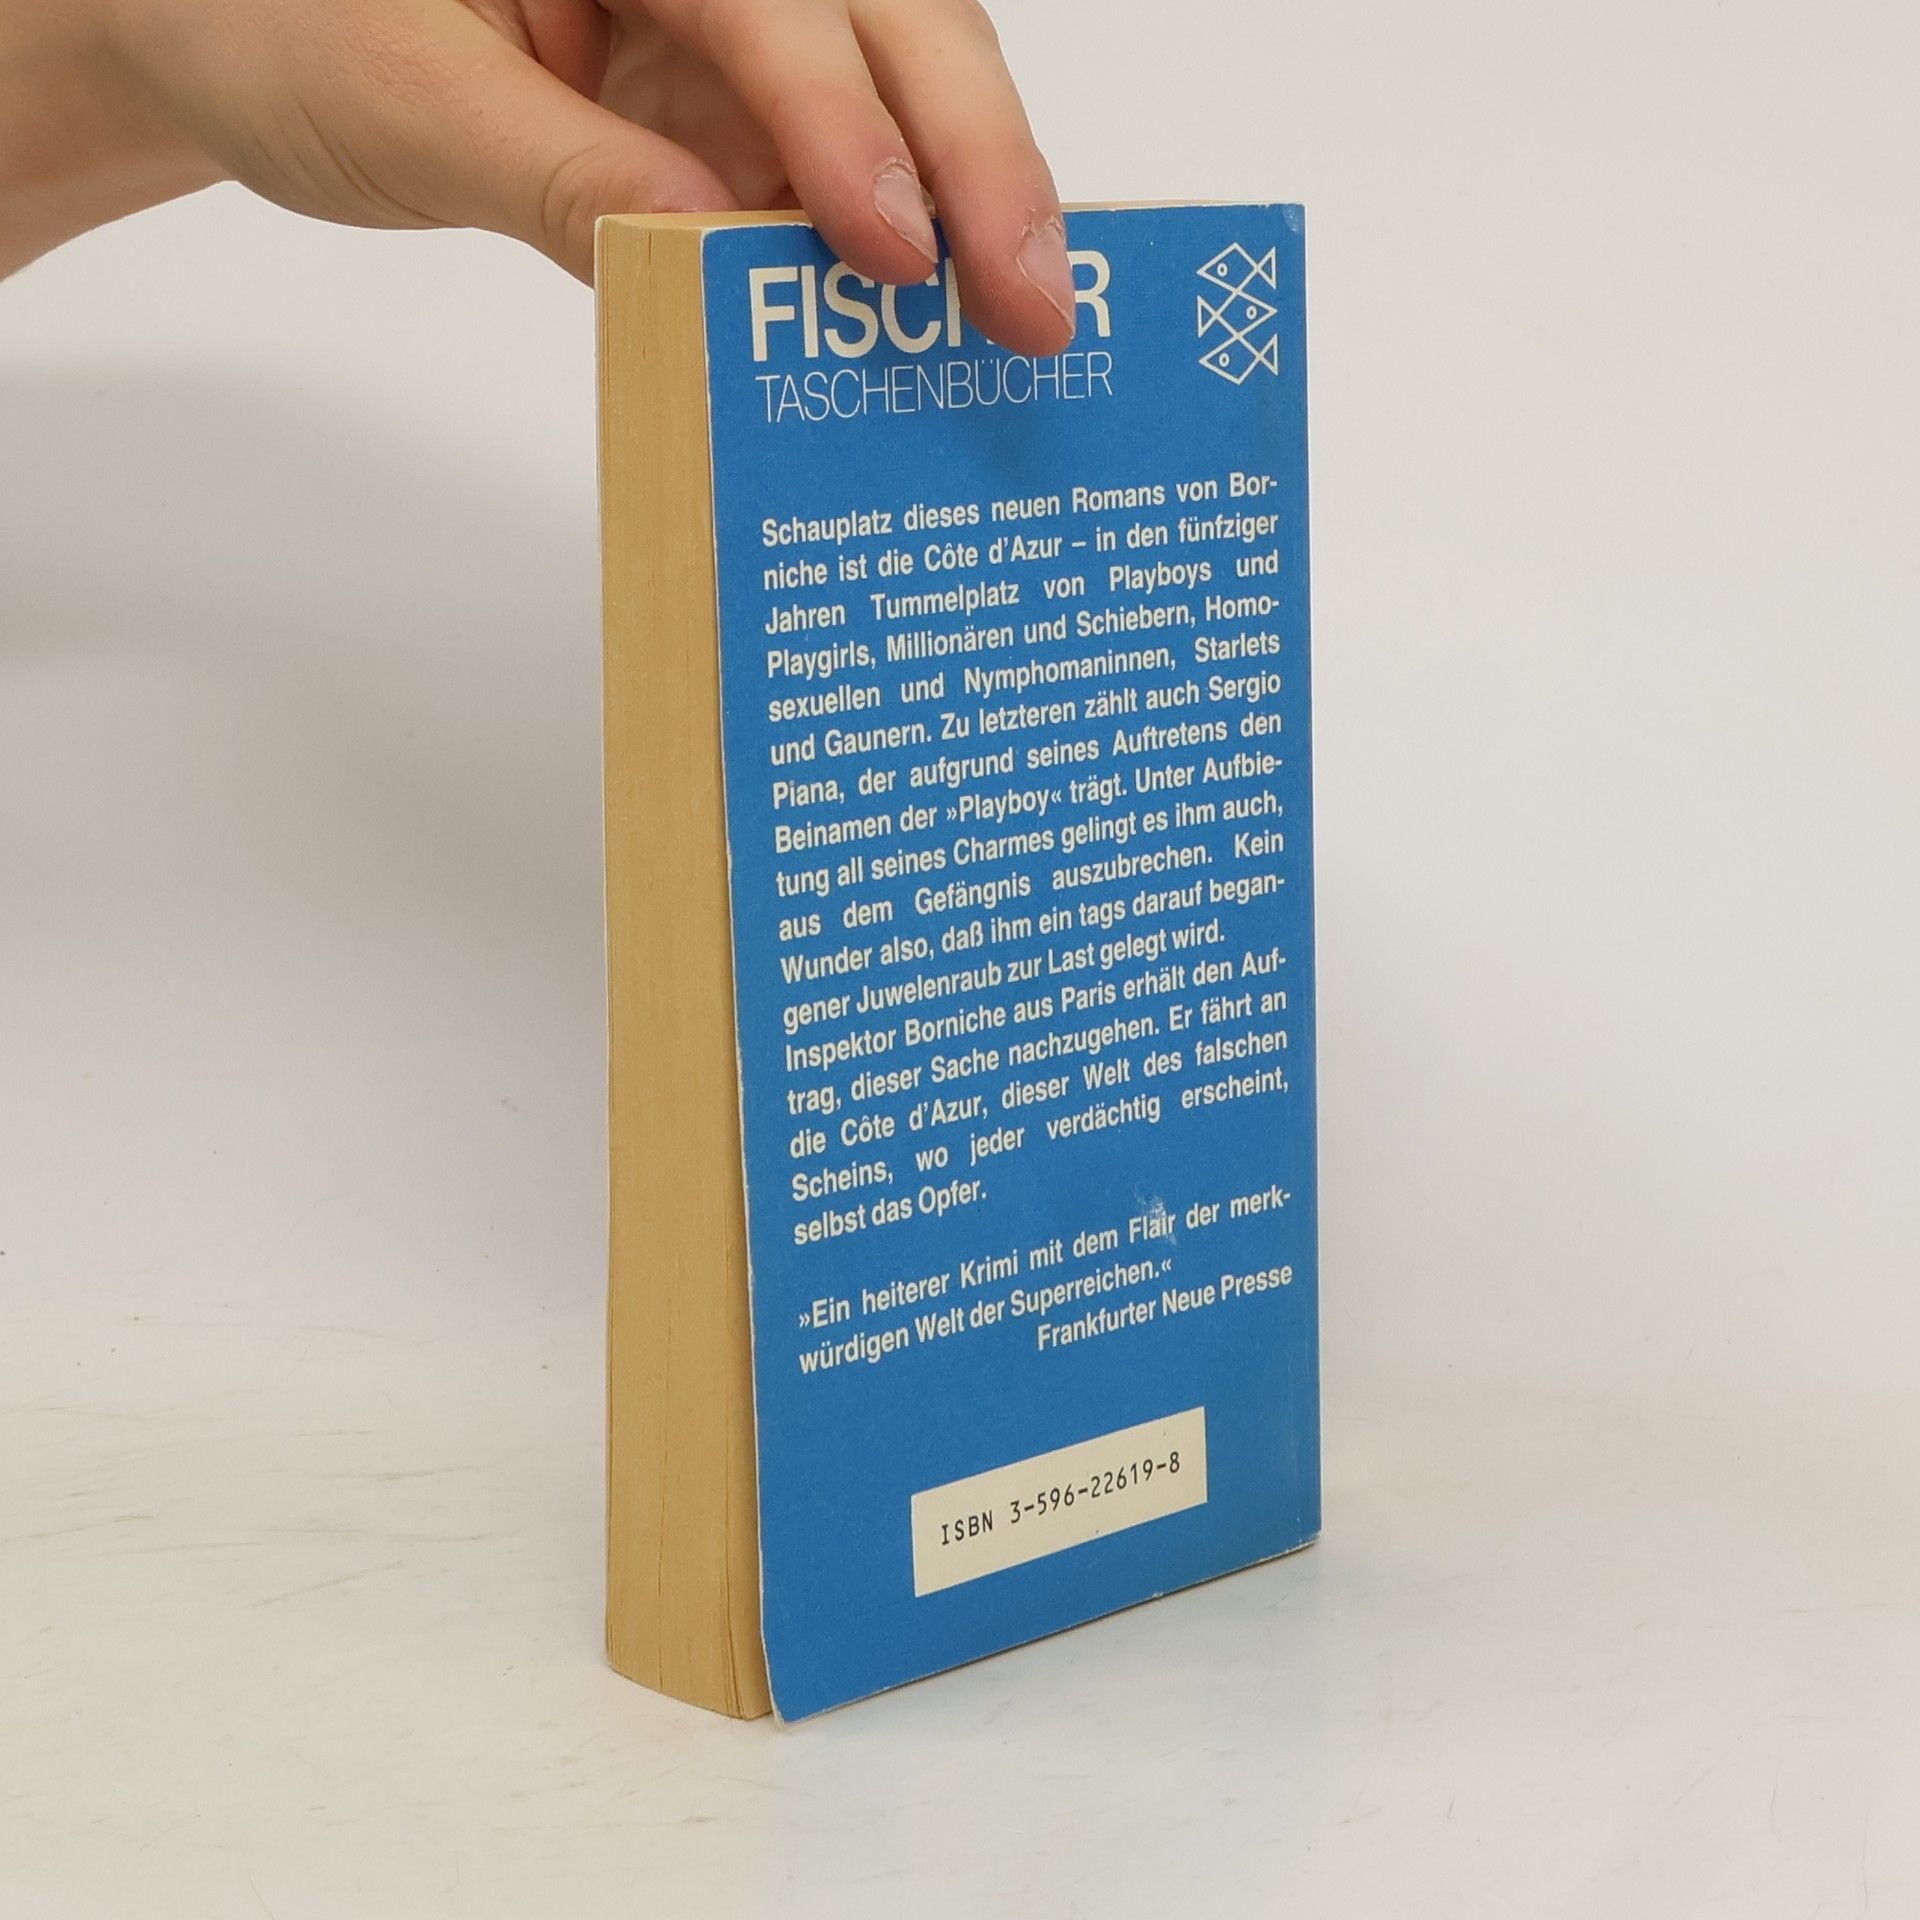 FISCHER
TASCHENBÜCHER
Schauplatz dieses neuen Romans von Bor-
niche ist die Côte d'Azur – in den fünfziger
Jahren Tummelplatz von Playboys und
Playgirls, Millionären und Schiebern, Homo-
sexuellen und Nymphomaninnen, Starlets
und Gaunern. Zu letzteren zählt auch Sergio
Piana, der aufgrund seines Auftretens den
Beinamen der »Playboy« trägt. Unter Aufbie-
tung all seines Charmes gelingt es ihm auch,
aus dem Gefängnis auszubrechen. Kein
Wunder also, daß ihm ein tags darauf began-
gener Juwelenraub zur Last gelegt wird.
Inspektor Borniche aus Paris erhält den Auf-
trag, dieser Sache nachzugehen. Er fährt an
die Côte d'Azur, dieser Welt des falschen
Scheins, wo jeder verdächtig erscheint,
selbst das Opfer.
»Ein heiterer Krimi mit dem Flair der merk-
würdigen Welt der Superreichen.«
Frankfurter Neue Presse
ISBN 3-596-22619-8